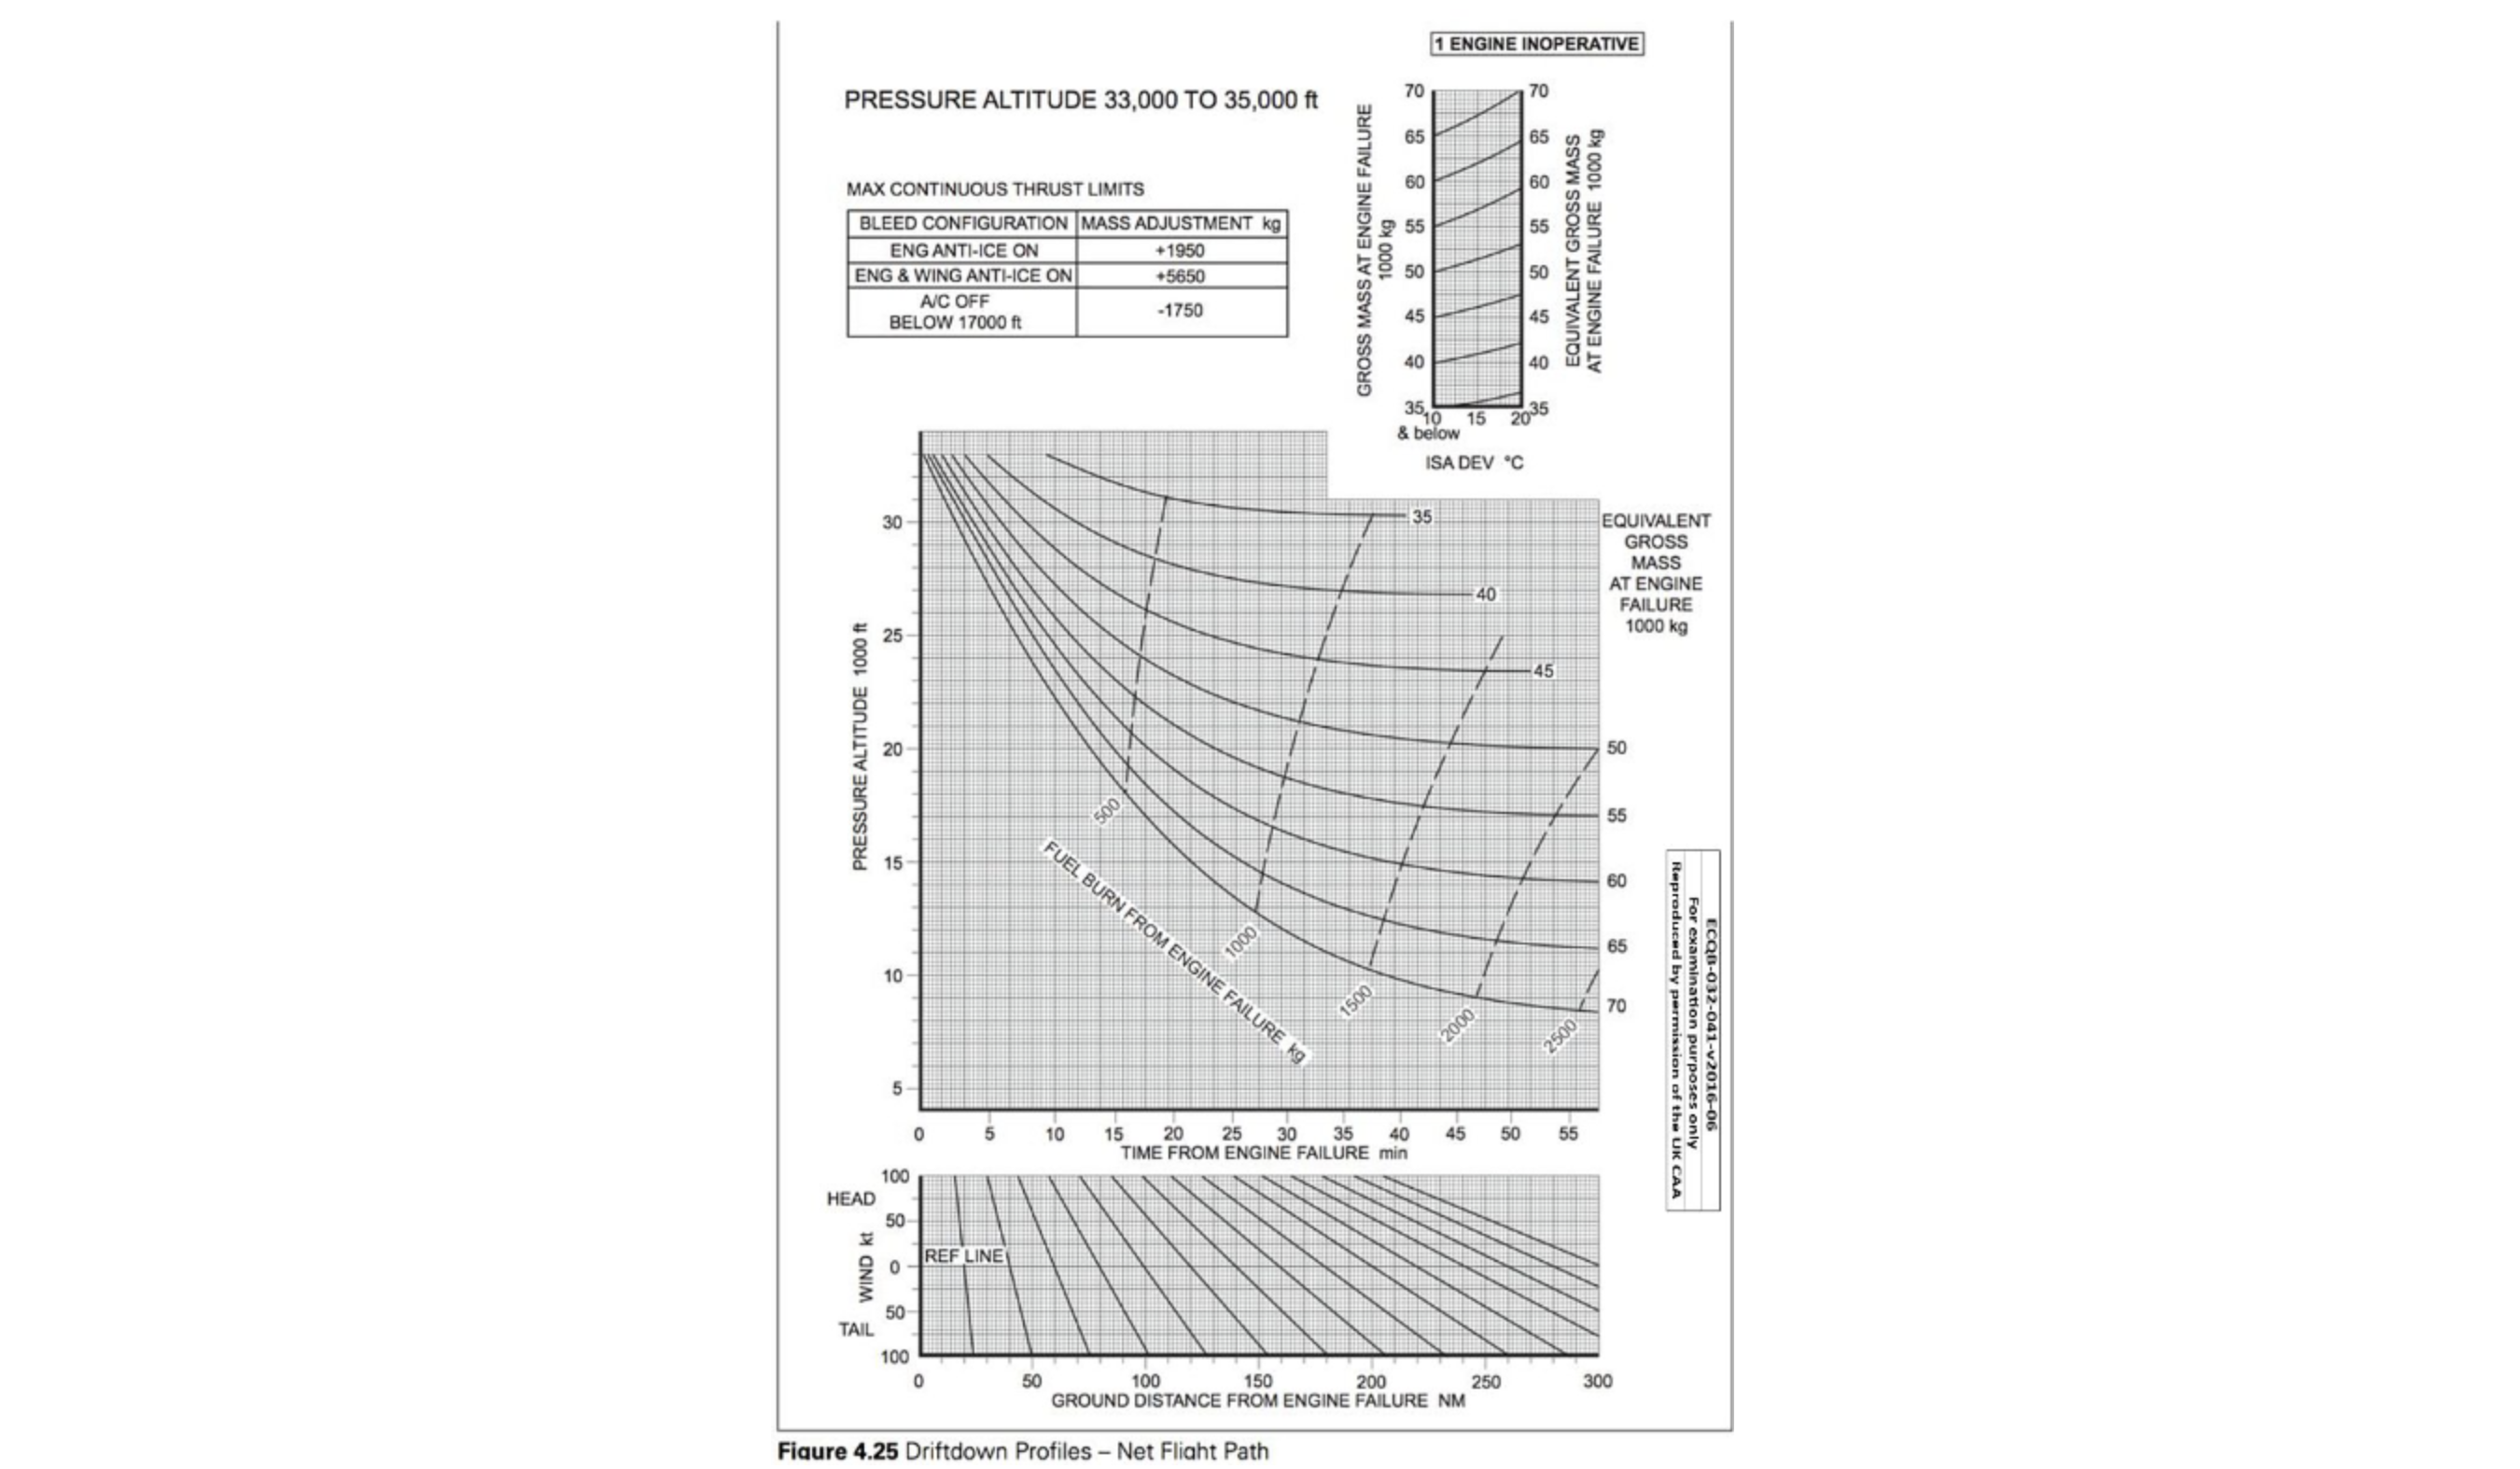 1 ENGINE INOPERATIVE
PRESSURE ALTITUDE 33,000 TO 35,000 ft
MAX CONTINUOUS THRUST LIMITS
BLEED CONFIGURATION MASS ADJUSTMENT kg
ENG ANTI-ICE ON +1950
ENG & WING ANTI-ICE ON +5650
A/C OFF
BELOW 17000 ft
-1750
GROSS MASS AT ENGINE FAILURE
1000 kg
70 70
65 65
60 60
55 55
50 50
45 45
40 40
35 35
10 15 20
& below
ISA DEV °C
EQUIVALENT GROSS MASS
AT ENGINE FAILURE 1000 kg
PRESSURE ALTITUDE 1000 ft
30
25
20
15
10
5
35
40
45
50
55
60
65
70
EQUIVALENT
GROSS
MASS
AT ENGINE
FAILURE
1000 kg
500
1000
1500
2000
2500
FUEL BURN FROM ENGINE FAILURE kg
0 5 10 15 20 25 30 35 40 45 50 55
TIME FROM ENGINE FAILURE min
HEAD
WIND kt
TAIL
100
50
0
50
100
REF LINE
0 50 100 150 200 250 300
GROUND DISTANCE FROM ENGINE FAILURE NM
ECQB-032-041-v2016-06
For examination purposes only
Reproduced by permission of the UK CAA
Figure 4.25 Driftdown Profiles – Net Flight Path